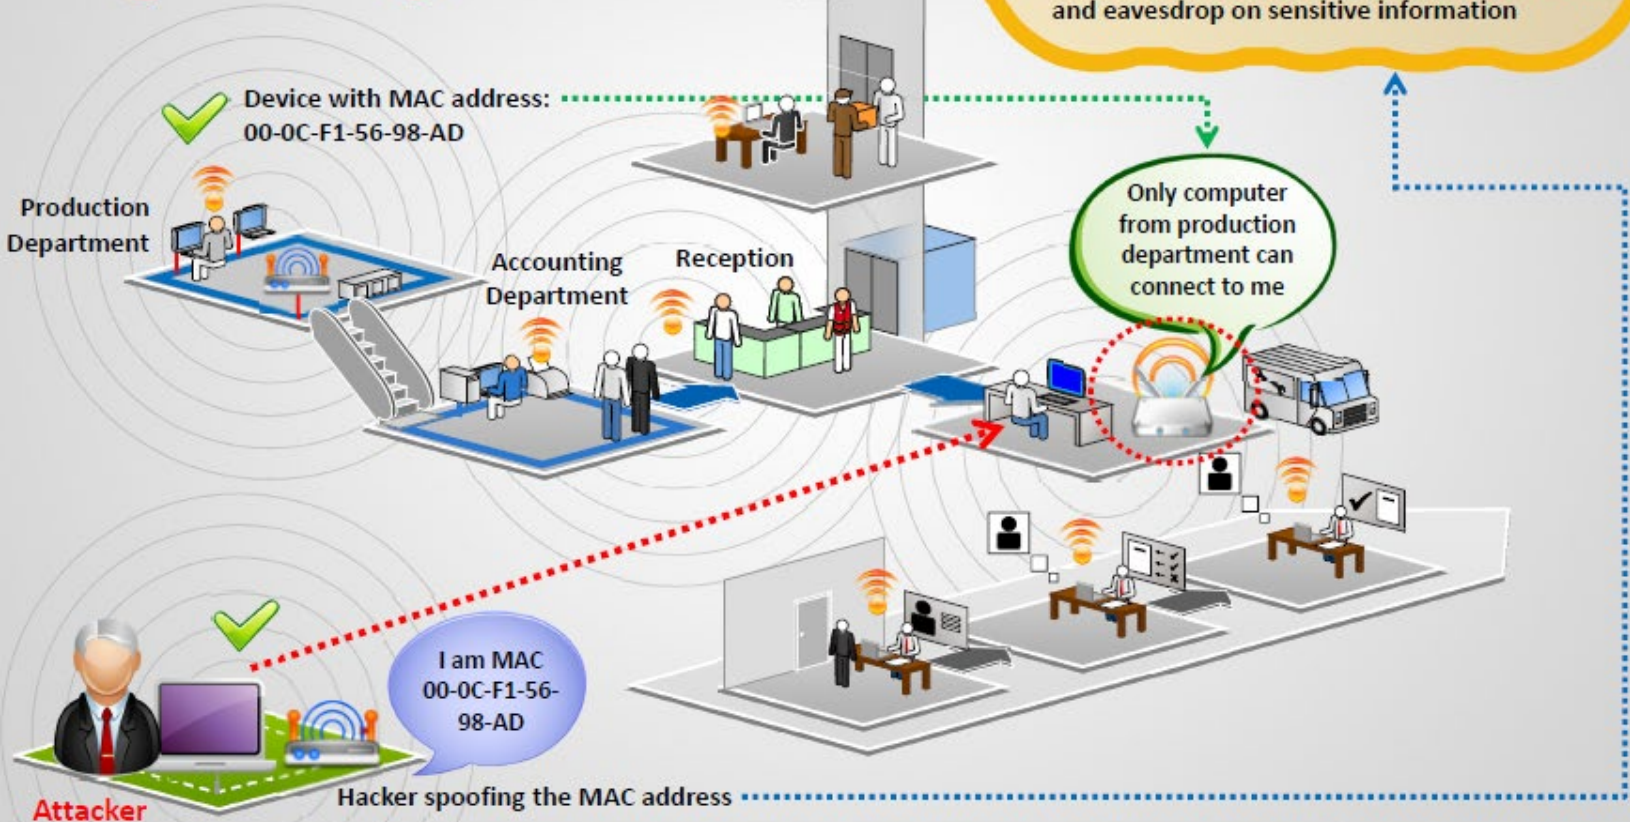 and eavesdrop on sensitive information
Device with MAC address:
00-0C-F1-56-98-AD
Production
Department
Accounting
Department
Reception
Only computer
from production
department can
connect to me
I am MAC
00-0C-F1-56-
98-AD
Attacker
Hacker spoofing the MAC address